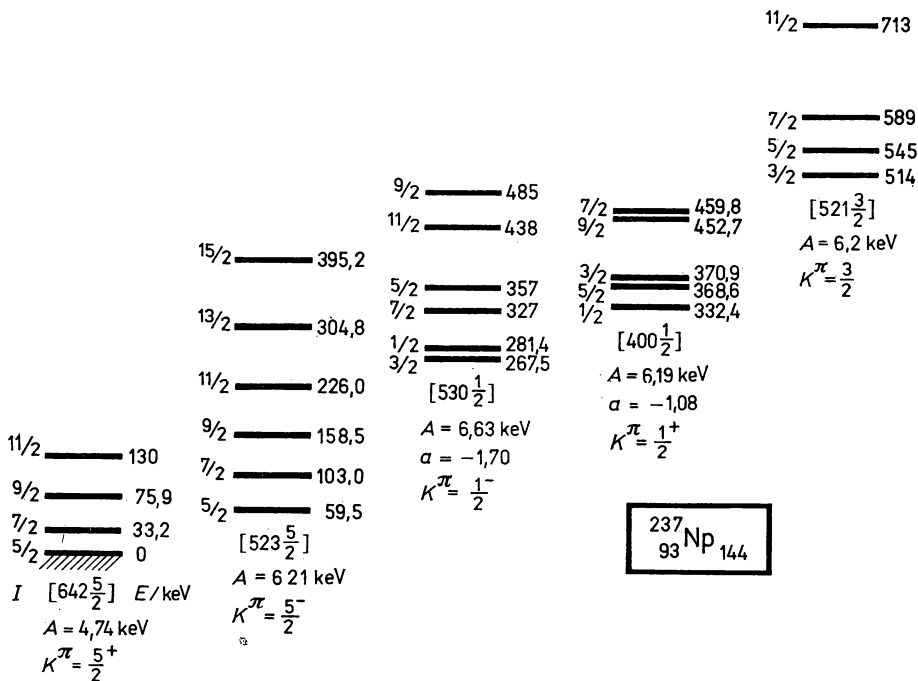 11/2 713
7/2 589
5/2 545
3/2 514
[521 3/2]
A = 6,2 keV
K^π = 3/2
9/2 485
11/2 438
5/2 357
7/2 327
1/2 281,4
3/2 267,5
[530 1/2]
A = 6,63 keV
a = −1,70
K^π = 1/2^-
7/2 459,8
9/2 452,7
3/2 370,9
5/2 368,6
1/2 332,4
[400 1/2]
A = 6,19 keV
a = −1,08
K^π = 1/2^+
15/2 395,2
13/2 304,8
11/2 226,0
9/2 158,5
7/2 103,0
5/2 59,5
[523 5/2]
A = 6 21 keV
K^π = 5/2^-
11/2 130
9/2 75,9
7/2 33,2
5/2 0
I [642 5/2] E/keV
A = 4,74 keV
K^π = 5/2^+
237 93 Np 144